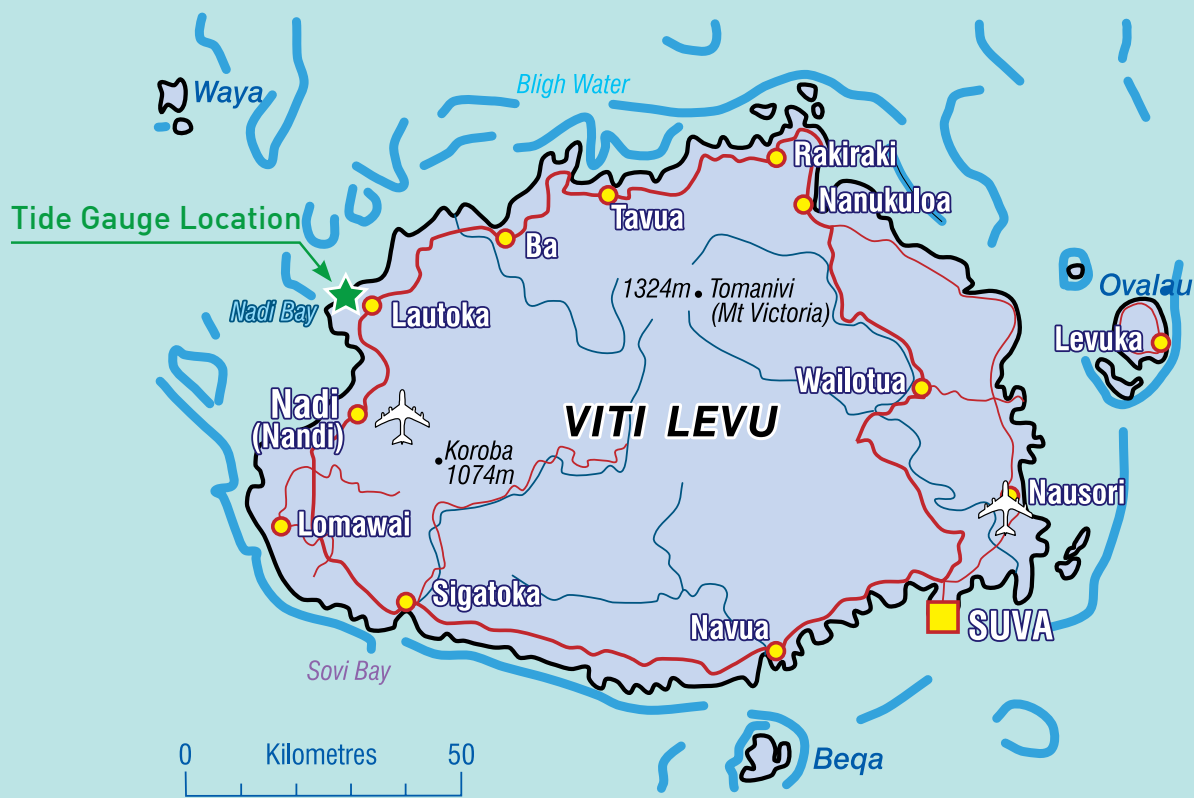 Bligh Water
Waya
Rakiraki
Nanukuloa
Tide Gauge Location
Tavua
Ba
1324m • Tomanivi
(Mt Victoria)
Ovalau
Nadi Bay
Lautoka
Levuka
Wailotua
Nadi
(Nandi)
VITI LEVU
Koroba
1074m
Nausori
Lomawai
Sigatoka
Navua
SUVA
Sovi Bay
0 Kilometres 50
Beqa